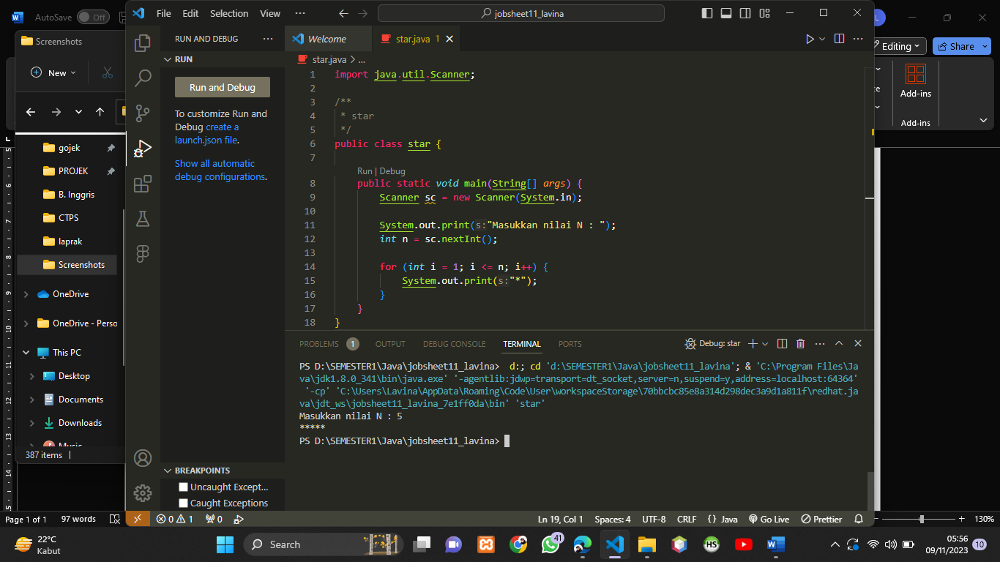 AutoSave Off
Screenshots
New
gojek
PROJEK
B. Inggris
CTPS
laprak
Screenshots
OneDrive
OneDrive - Perso
This PC
Desktop
Documents
Downloads
Music
387 items
Page 1 of 1 97 words
File Edit Selection View ···
jobsheet11_lavina
Editing
Share
Add-ins
Add-ins
130%
RUN AND DEBUG ···
RUN
Run and Debug
To customize Run and
Debug create a
launch.json file.
Show all automatic
debug configurations.
BREAKPOINTS
Uncaught Except...
Caught Exceptions
Welcome
star.java 1
star.java > ...
1 import java.util.Scanner;
2
3 /**
4 * star
5 */
6 public class star {
7
Run | Debug
8 public static void main(String[] args) {
9 Scanner sc = new Scanner(System.in);
10
11 System.out.print(s:"Masukkan nilai N : ");
12 int n = sc.nextInt();
13
14 for (int i = 1; i <= n; i++) {
15 System.out.print(s:"*");
16 }
17 }
18 }
PROBLEMS 1 OUTPUT DEBUG CONSOLE TERMINAL PORTS
Debug: star
PS D:\SEMESTER1\Java\jobsheet11_lavina> d:; cd 'd:\SEMESTER1\Java\jobsheet11_lavina'; & 'C:\Program Files\Ja
va\jdk1.8.0_341\bin\java.exe' '-agentlib:jdwp=transport=dt_socket,server=n,suspend=y,address=localhost:64364'
'-cp' 'C:\Users\Lavina\AppData\Roaming\Code\User\workspaceStorage\70bbcbc85e8a314d298dec3a9d1a811f\redhat.ja
va\jdt_ws\jobsheet11_lavina_7e1ff0da\bin' 'star'
Masukkan nilai N : 5
*****
PS D:\SEMESTER1\Java\jobsheet11_lavina>
0 1 0
Ln 19, Col 1 Spaces: 4 UTF-8 CRLF {} Java Go Live Prettier
22°C
Kabut
Search
41
HS
05:56
09/11/2023
10